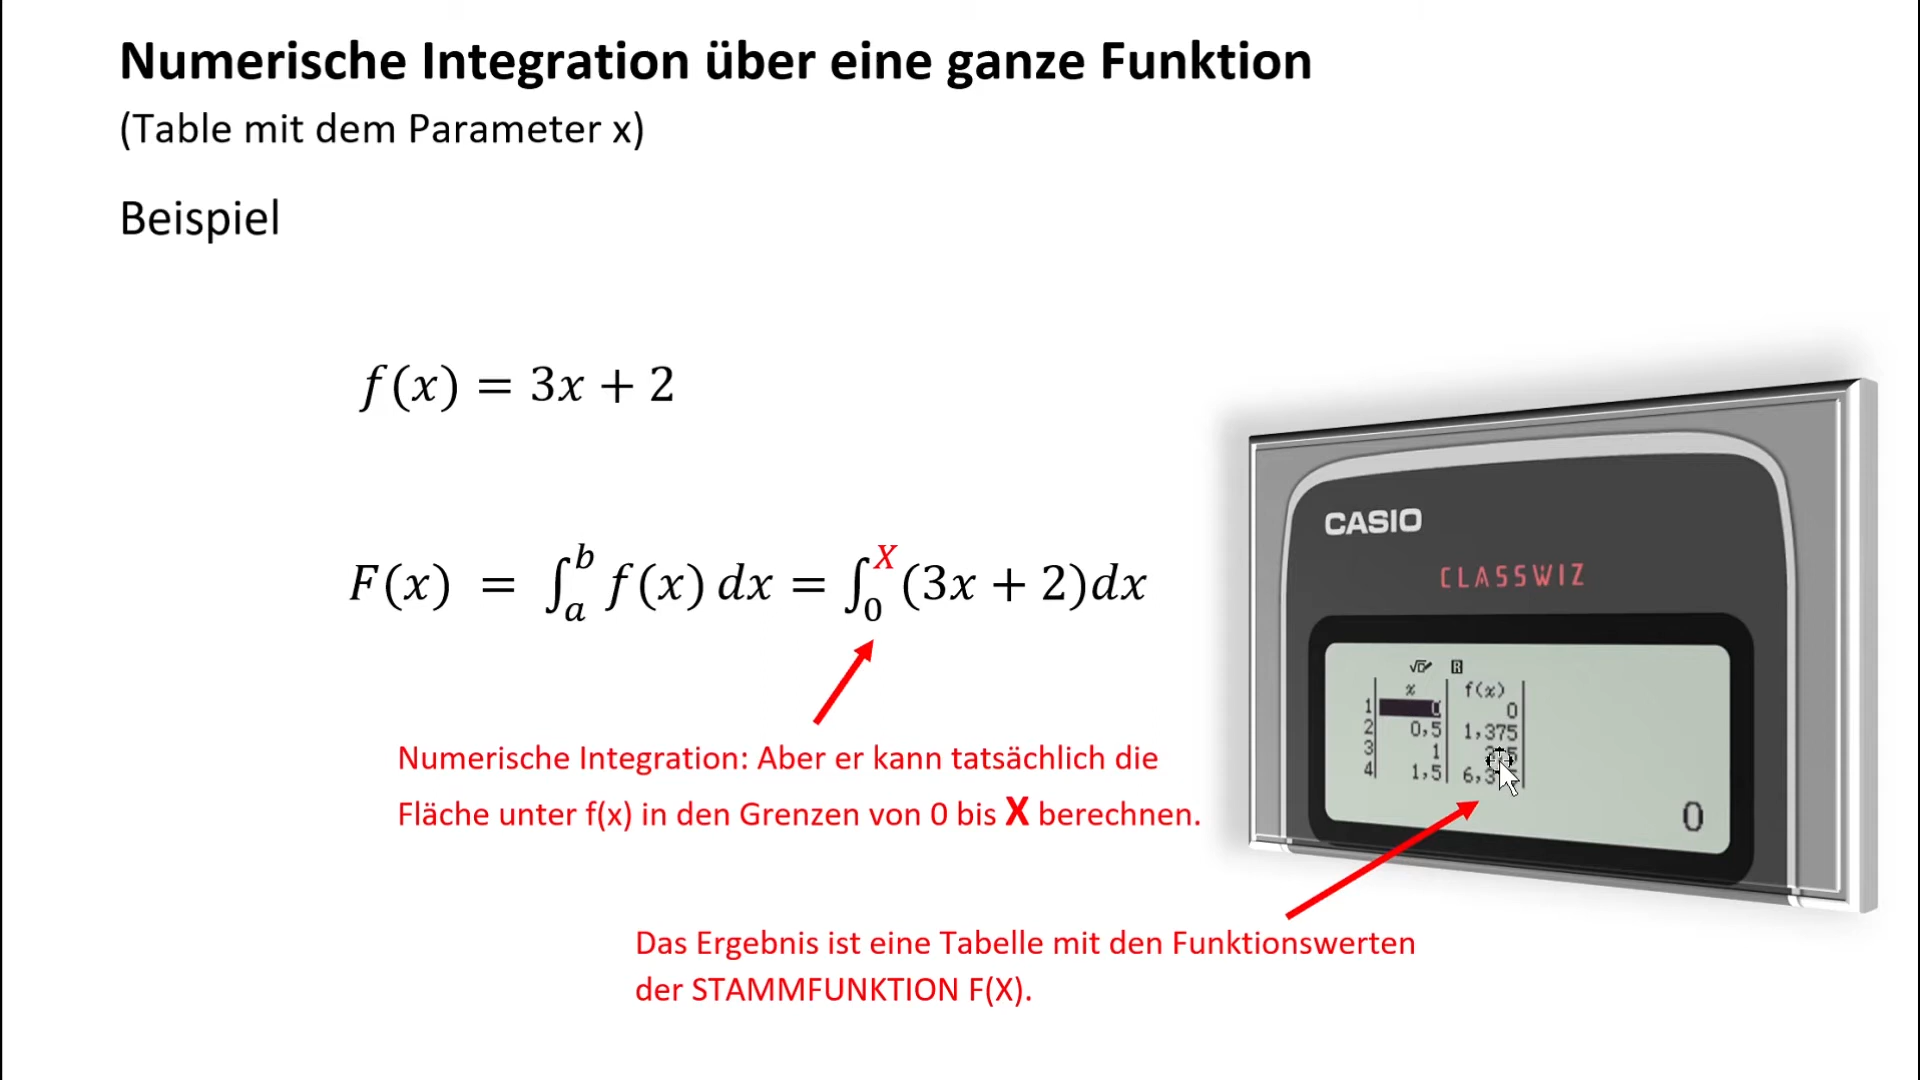 Numerische Integration über eine ganze Funktion
(Table mit dem Parameter x)
Beispiel
f(x) = 3x + 2
F(x) = ∫_a^b f(x) dx = ∫_0^X (3x + 2)dx
Numerische Integration: Aber er kann tatsächlich die
Fläche unter f(x) in den Grenzen von 0 bis X berechnen.
Das Ergebnis ist eine Tabelle mit den Funktionswerten
der STAMMFUNKTION F(X).
CASIO
CLASSWIZ
x f(x)
1 0 0
2 0,5 1,375
3 1
4 1,5
0